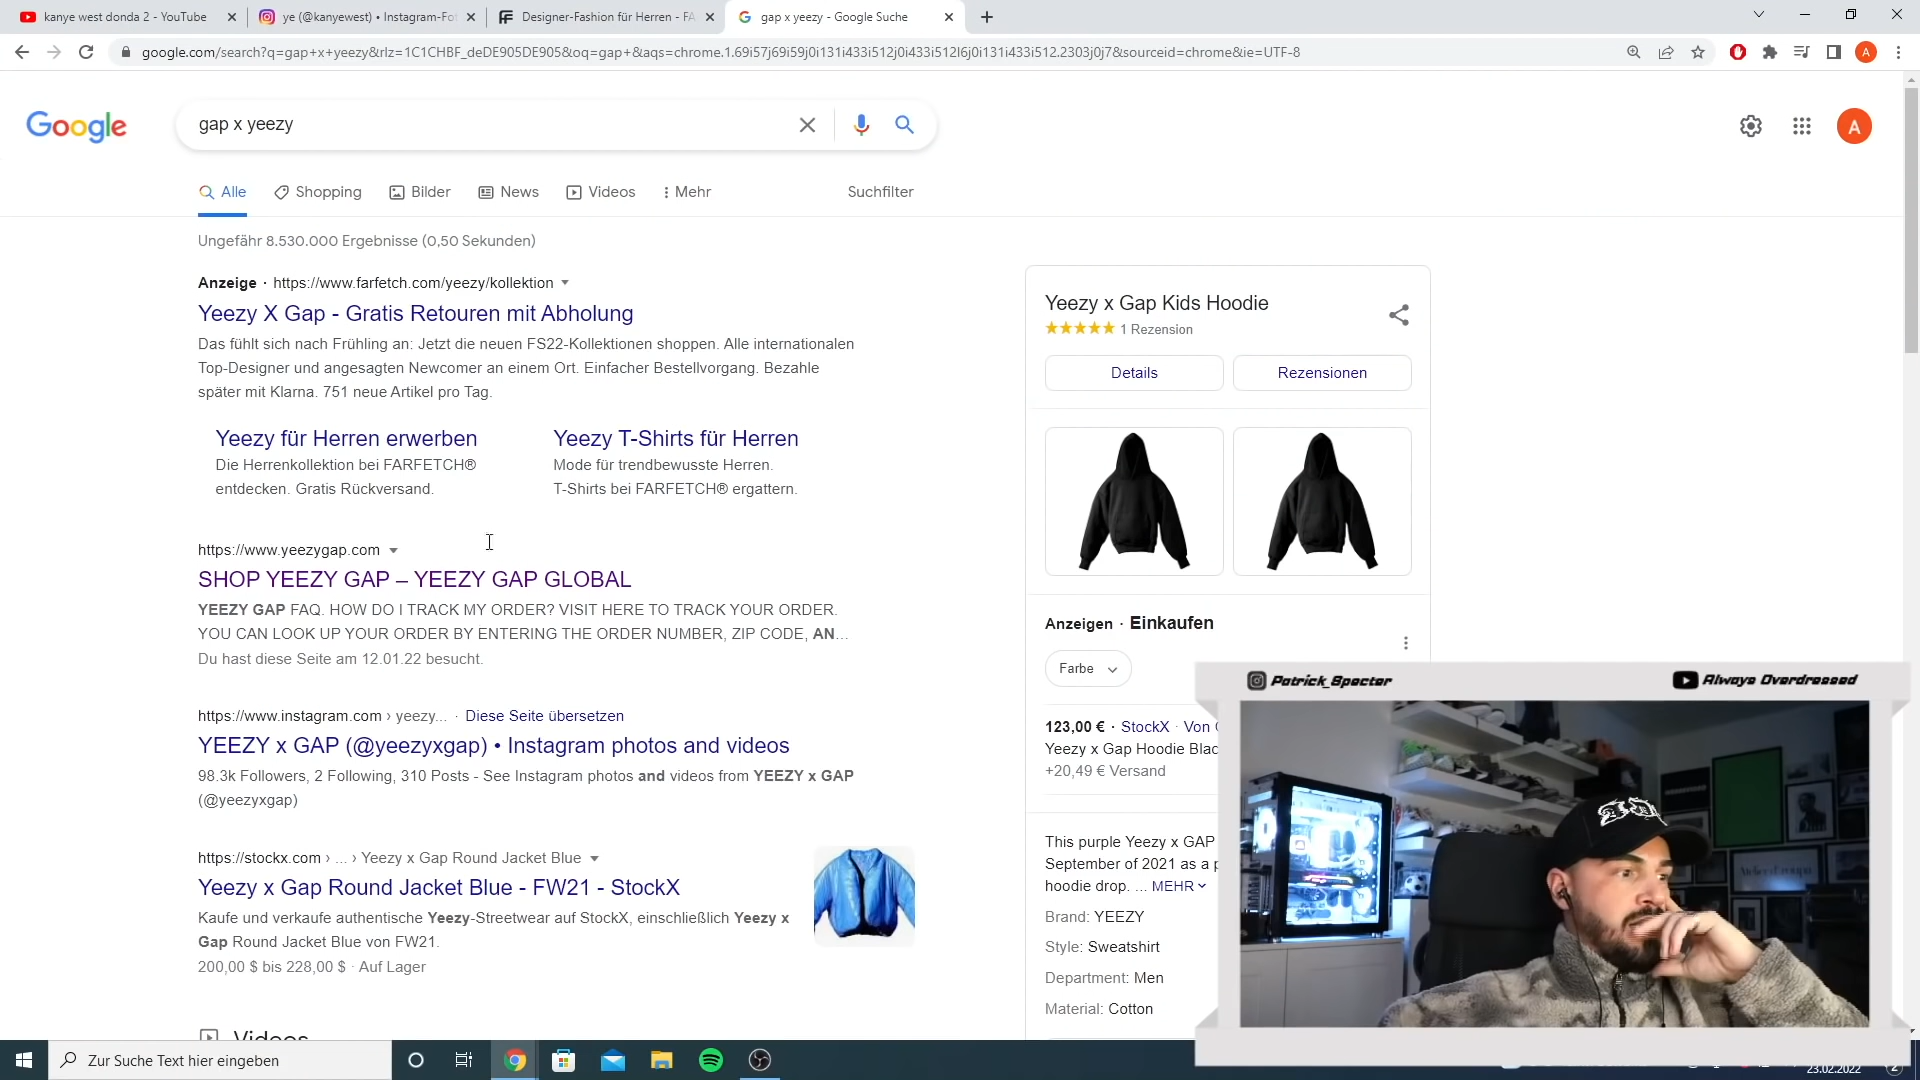 kanye west donda 2 - YouTube
ye (@kanyewest) • Instagram-Fot
Designer-Fashion für Herren - FA
gap x yeezy - Google Suche
google.com/search?q=gap+x+yeezy&rlz=1C1CHBF_deDE905DE905&oq=gap+&aqs=chrome.1.69i57j69i59j0i131i433i512j0i433i512l6j0i131i433i512.2303j0j7&sourceid=chrome&ie=UTF-8
A
Google
gap x yeezy
A
Alle
Shopping
Bilder
News
Videos
Mehr
Suchfilter
Ungefähr 8.530.000 Ergebnisse (0,50 Sekunden)
Anzeige · https://www.farfetch.com/yeezy/kollektion
Yeezy X Gap - Gratis Retouren mit Abholung
Das fühlt sich nach Frühling an: Jetzt die neuen FS22-Kollektionen shoppen. Alle internationalen
Top-Designer und angesagten Newcomer an einem Ort. Einfacher Bestellvorgang. Bezahle
später mit Klarna. 751 neue Artikel pro Tag.
Yeezy für Herren erwerben
Die Herrenkollektion bei FARFETCH®
entdecken. Gratis Rückversand.
Yeezy T-Shirts für Herren
Mode für trendbewusste Herren.
T-Shirts bei FARFETCH® ergattern.
https://www.yeezygap.com
SHOP YEEZY GAP – YEEZY GAP GLOBAL
YEEZY GAP FAQ. HOW DO I TRACK MY ORDER? VISIT HERE TO TRACK YOUR ORDER.
YOU CAN LOOK UP YOUR ORDER BY ENTERING THE ORDER NUMBER, ZIP CODE, AN...
Du hast diese Seite am 12.01.22 besucht.
https://www.instagram.com › yeezy... · Diese Seite übersetzen
YEEZY x GAP (@yeezyxgap) • Instagram photos and videos
98.3k Followers, 2 Following, 310 Posts - See Instagram photos and videos from YEEZY x GAP
(@yeezyxgap)
https://stockx.com › ... › Yeezy x Gap Round Jacket Blue
Yeezy x Gap Round Jacket Blue - FW21 - StockX
Kaufe und verkaufe authentische Yeezy-Streetwear auf StockX, einschließlich Yeezy x
Gap Round Jacket Blue von FW21.
200,00 $ bis 228,00 $ · Auf Lager
Videos
Yeezy x Gap Kids Hoodie
1 Rezension
Details
Rezensionen
Anzeigen · Einkaufen
Farbe
123,00 € · StockX · Von
Yeezy x Gap Hoodie Blac
+20,49 € Versand
This purple Yeezy x GAP
September of 2021 as a p
hoodie drop. ... MEHR
Brand: YEEZY
Style: Sweatshirt
Department: Men
Material: Cotton
Patrick_Specter
Always Overdressed
Zur Suche Text hier eingeben
23.02.2022
2